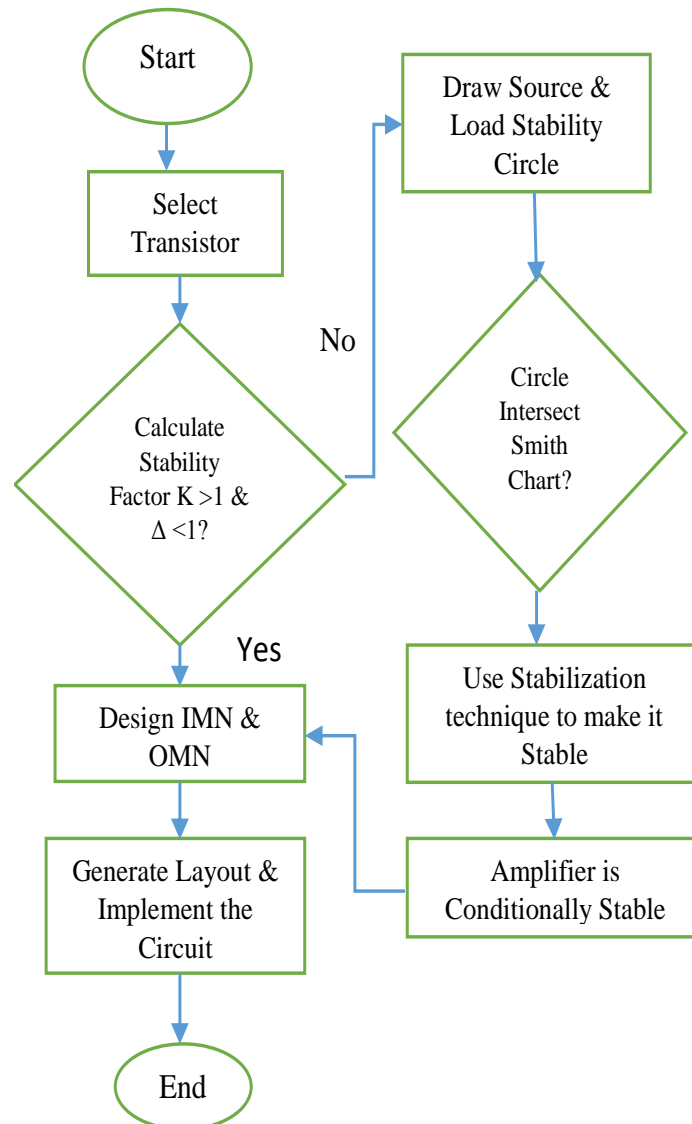 Start
Select
Transistor
Calculate
Stability
Factor K >1 &
Δ <1?
No
Yes
Design IMN &
OMN
Generate Layout &
Implement the
Circuit
End
Draw Source &
Load Stability
Circle
Circle
Intersect
Smith
Chart?
Use Stabilization
technique to make it
Stable
Amplifier is
Conditionally Stable